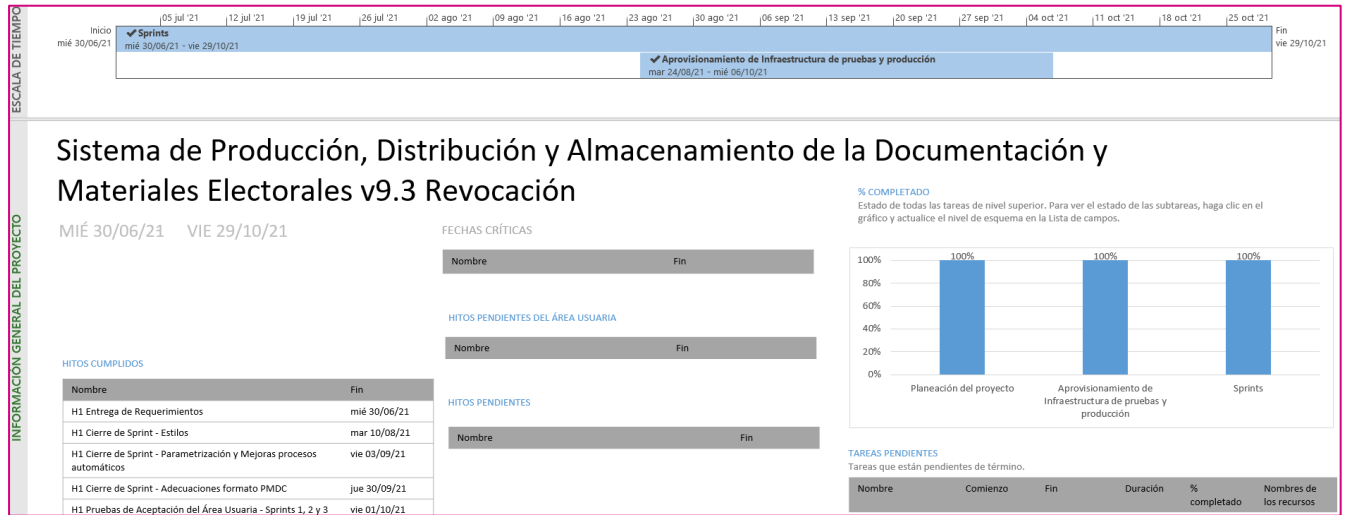 ESCALA DE TIEMPO
05 jul '21 12 jul '21 19 jul '21 26 jul '21 02 ago '21 09 ago '21 16 ago '21 23 ago '21 30 ago '21 06 sep '21 13 sep '21 20 sep '21 27 sep '21 04 oct '21 11 oct '21 18 oct '21 25 oct '21
Inicio
mié 30/06/21
✔Sprints
mié 30/06/21 - vie 29/10/21
Fin
vie 29/10/21
✔Aprovisionamiento de Infraestructura de pruebas y producción
mar 24/08/21 - mié 06/10/21
INFORMACIÓN GENERAL DEL PROYECTO
Sistema de Producción, Distribución y Almacenamiento de la Documentación y
Materiales Electorales v9.3 Revocación
MIÉ 30/06/21 - VIE 29/10/21
HITOS CUMPLIDOS
Nombre Fin
H1 Entrega de Requerimientos mié 30/06/21
H1 Cierre de Sprint - Estilos mar 10/08/21
H1 Cierre de Sprint - Parametrización y Mejoras procesos vie 03/09/21
automáticos
H1 Cierre de Sprint - Adecuaciones formato PMDC jue 30/09/21
H1 Pruebas de Aceptación del Área Usuaria - Sprints 1, 2 y 3 vie 01/10/21
FECHAS CRÍTICAS
Nombre Fin
HITOS PENDIENTES DEL ÁREA USUARIA
Nombre Fin
HITOS PENDIENTES
Nombre Fin
% COMPLETADO
Estado de todas las tareas de nivel superior. Para ver el estado de las subtareas, haga clic en el
gráfico y actualice el nivel de esquema en la Lista de campos.
100% 100% 100%
100%
80%
60%
40%
20%
0%
Planeación del proyecto
Aprovisionamiento de
Infraestructura de pruebas y
producción
Sprints
TAREAS PENDIENTES
Tareas que están pendientes de término.
Nombre Comienzo Fin Duración % Nombres de
completado los recursos